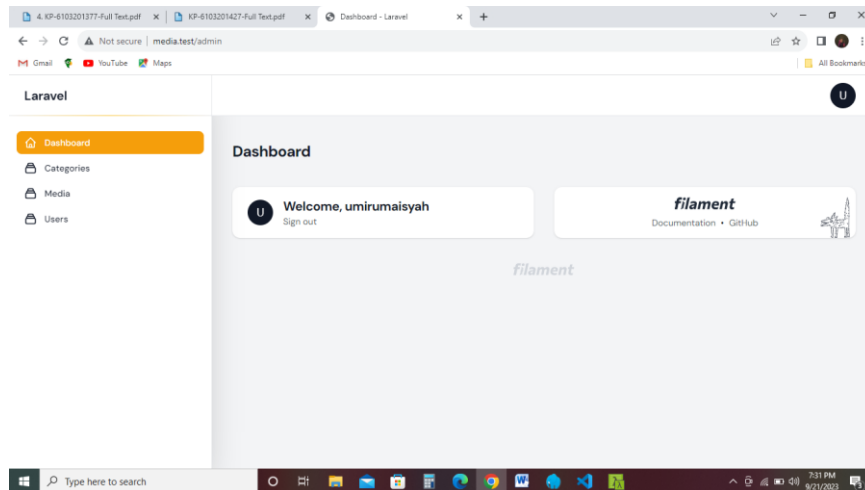 4. KP-6103201377-Full Text.pdf
KP-6103201427-Full Text.pdf
Dashboard - Laravel
Not secure | media.test/admin
Gmail
YouTube
Maps
All Bookmarks
Laravel
U
Dashboard
Categories
Media
Users
Dashboard
U
Welcome, umirumaisyah
Sign out
filament
Documentation • GitHub
filament
Type here to search
7:31 PM
9/21/2023